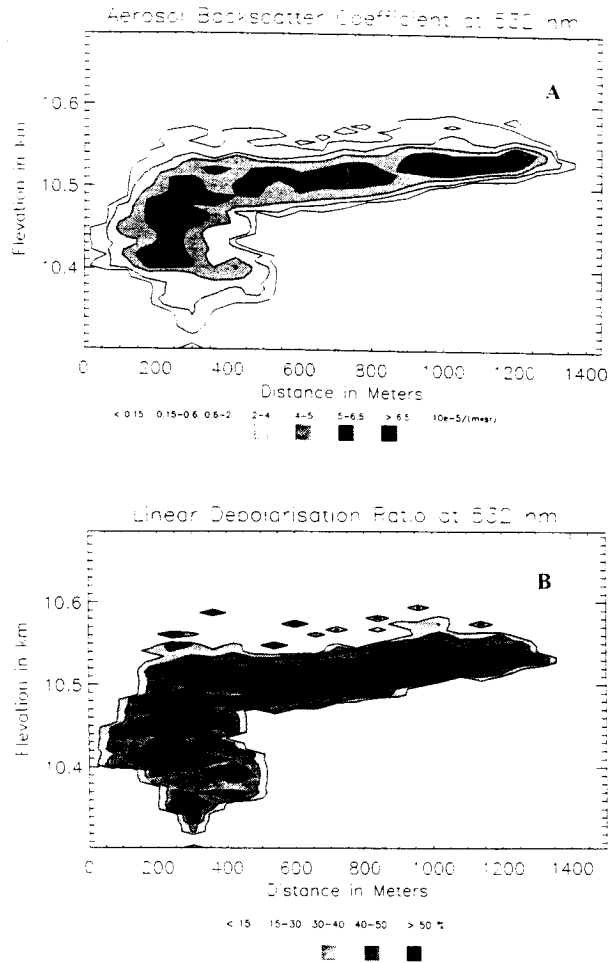 Aerosol Backscatter Coefficient at 532 nm
A
10.6
10.5
10.4
Elevation in km
0 200 400 600 800 1000 1200 1400
Distance in Meters
< 0.15 0.15-0.6 0.6-2 2-4 4-5 5-6.5 > 6.5 10e-5/(m*sr)
Linear Depolarisation Ratio at 532 nm
B
10.6
10.5
10.4
Elevation in km
0 200 400 600 800 1000 1200 1400
Distance in Meters
< 15 15-30 30-40 40-50 > 50 %